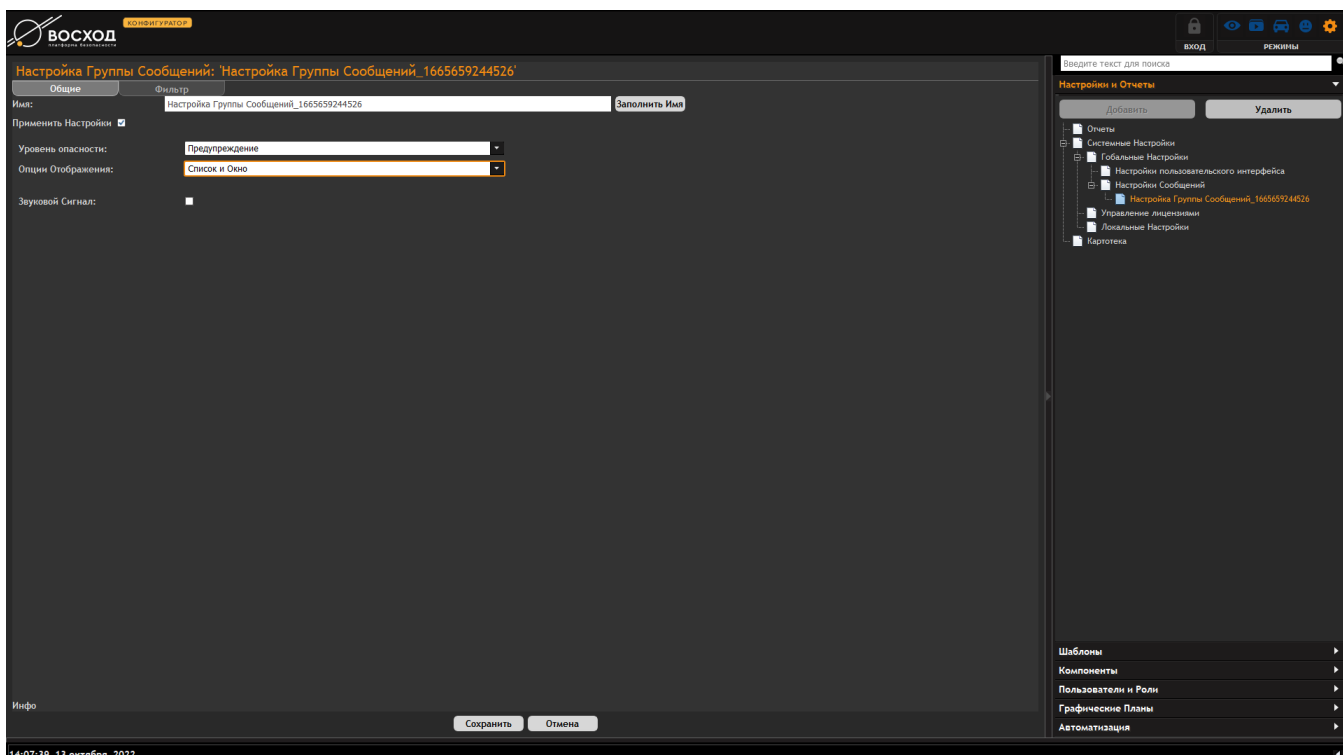 ВОСХОД
платформа безопасности
КОНФИГУРАТОР
ВХОД
РЕЖИМЫ
Настройка Группы Сообщений: 'Настройка Группы Сообщений_1665659244526'
Общие
Фильтр
Имя:
Настройка Группы Сообщений_1665659244526
Заполнить Имя
Применить Настройки
Уровень опасности:
Предупреждение
Опции Отображения:
Список и Окно
Звуковой Сигнал:
Инфо
Сохранить
Отмена
Введите текст для поиска
Настройки и Отчеты
Добавить
Удалить
Отчеты
Системные Настройки
Гобальные Настройки
Настройки пользовательского интерфейса
Настройки Сообщений
Настройка Группы Сообщений_1665659244526
Управление лицензиями
Локальные Настройки
Картотека
Шаблоны
Компоненты
Пользователи и Роли
Графические Планы
Автоматизация
14:07:39, 13 октября, 2022